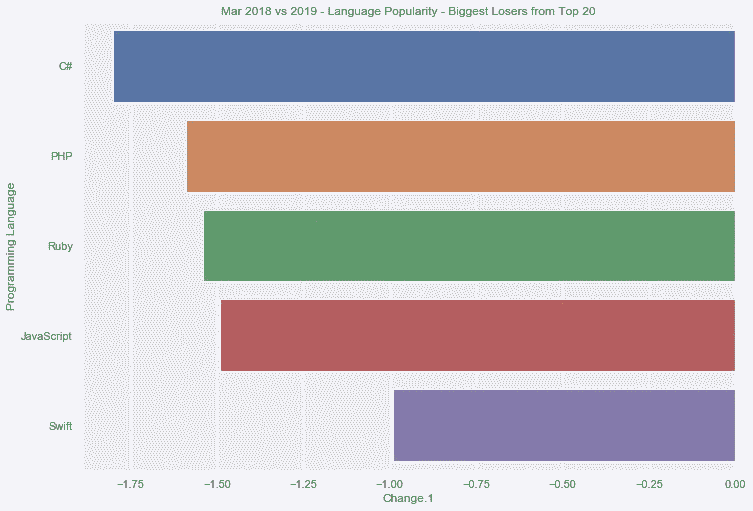 Mar 2018 vs 2019 - Language Popularity - Biggest Losers from Top 20
Programming Language
C#
PHP
Ruby
JavaScript
Swift
−1.75 −1.50 −1.25 −1.00 −0.75 −0.50 −0.25 0.00
Change.1